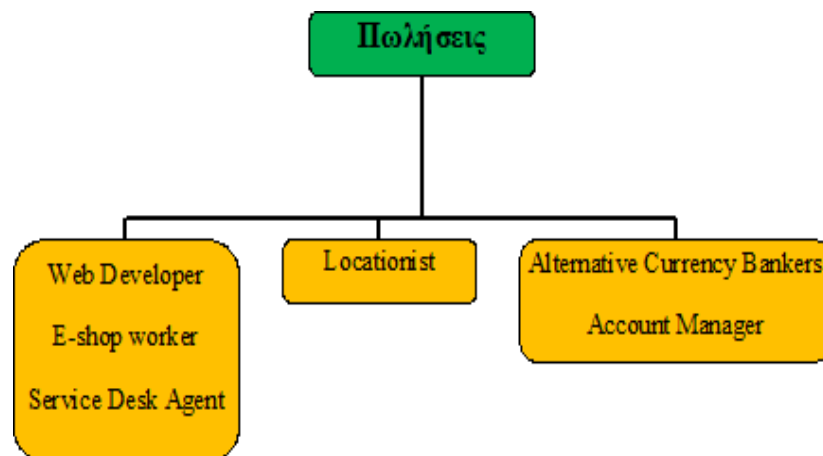 Πωλήσεις
Web Developer
E-shop worker
Service Desk Agent
Locationist
Alternative Currency Bankers
Account Manager